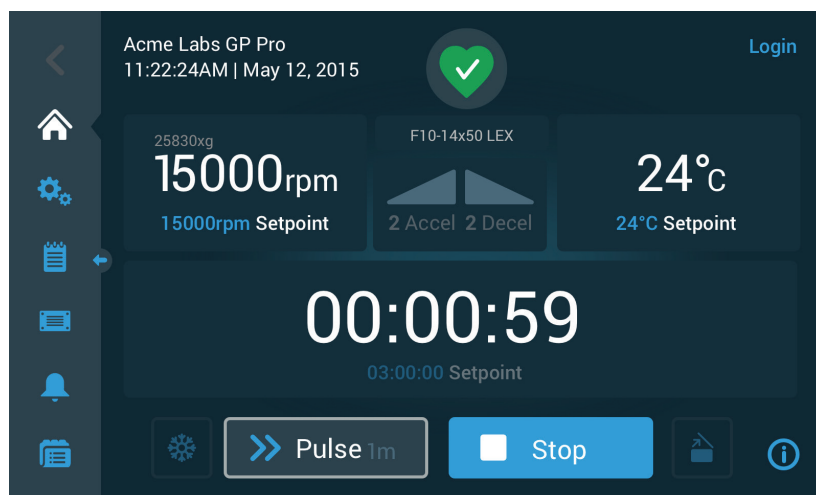 Acme Labs GP Pro
11:22:24AM | May 12, 2015
Login
25830xg
15000rpm
15000rpm Setpoint
F10-14x50 LEX
2 Accel 2 Decel
24°C
24°C Setpoint
00:00:59
03:00:00 Setpoint
Pulse 1m
Stop